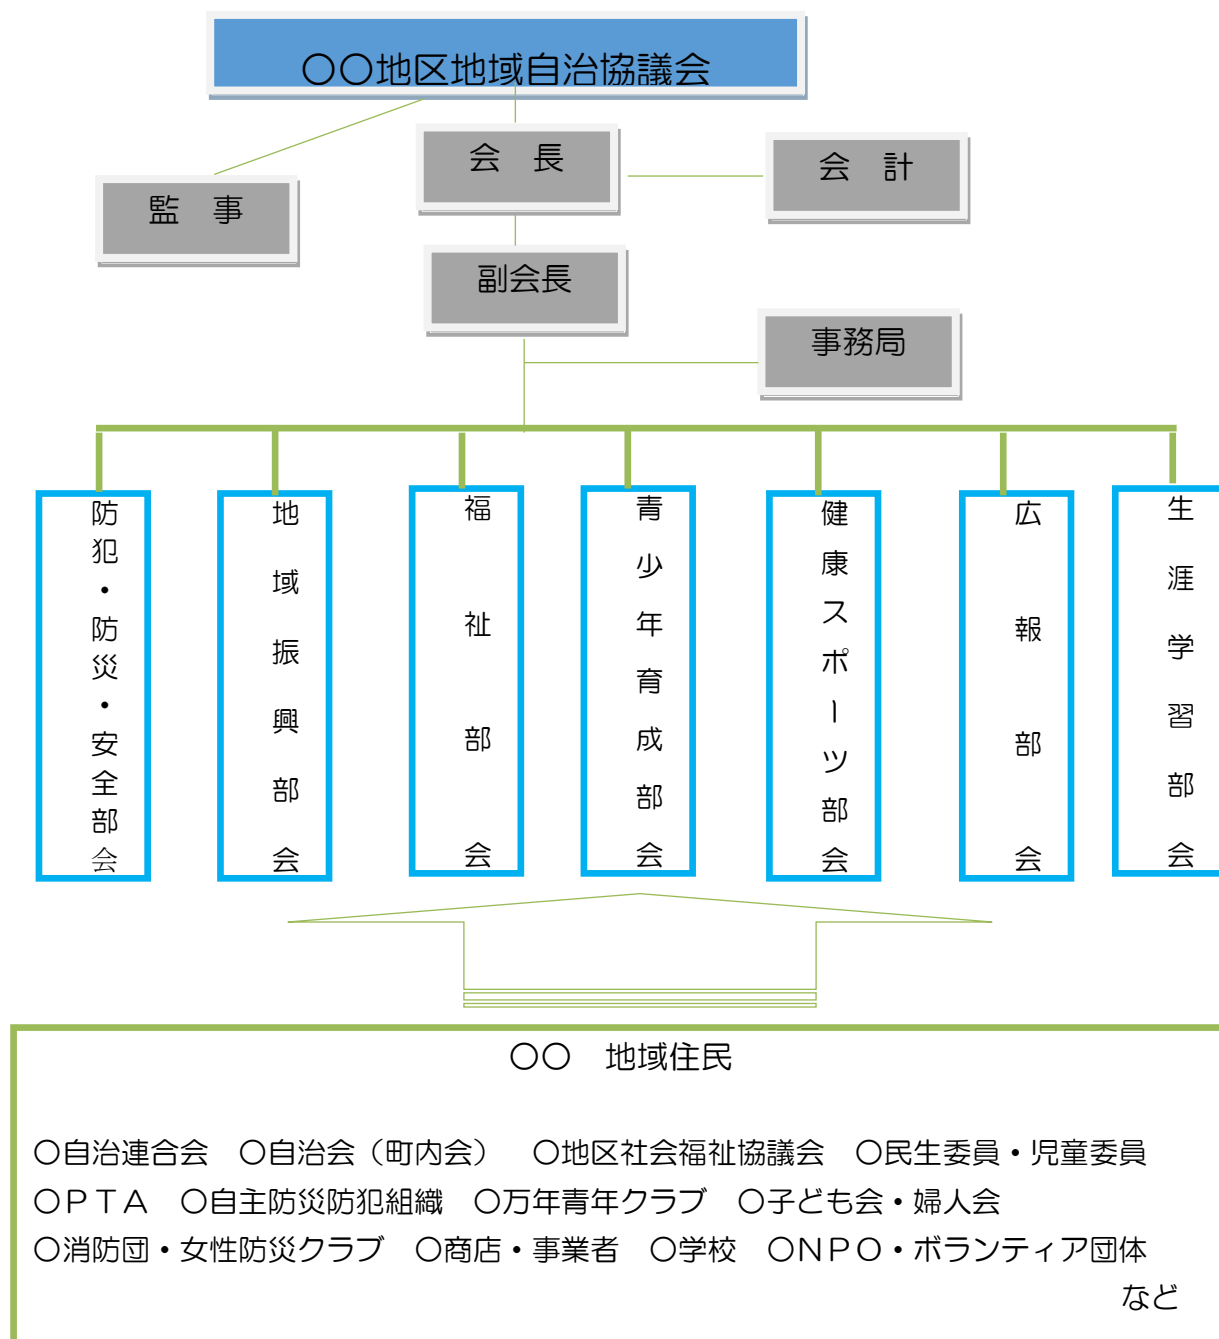 〇〇地区地域自治協議会
会　長
会　計
監　事
副会長
事務局
防犯・防災・安全部会
地域振興部会
福祉部会
青少年育成部会
健康スポーツ部会
広報部会
生涯学習部会
〇〇　地域住民
〇自治連合会　〇自治会（町内会）　〇地区社会福祉協議会　〇民生委員・児童委員
〇ＰＴＡ　〇自主防災防犯組織　〇万年青年クラブ　〇子ども会・婦人会
〇消防団・女性防災クラブ　〇商店・事業者　〇学校　〇ＮＰＯ・ボランティア団体
など